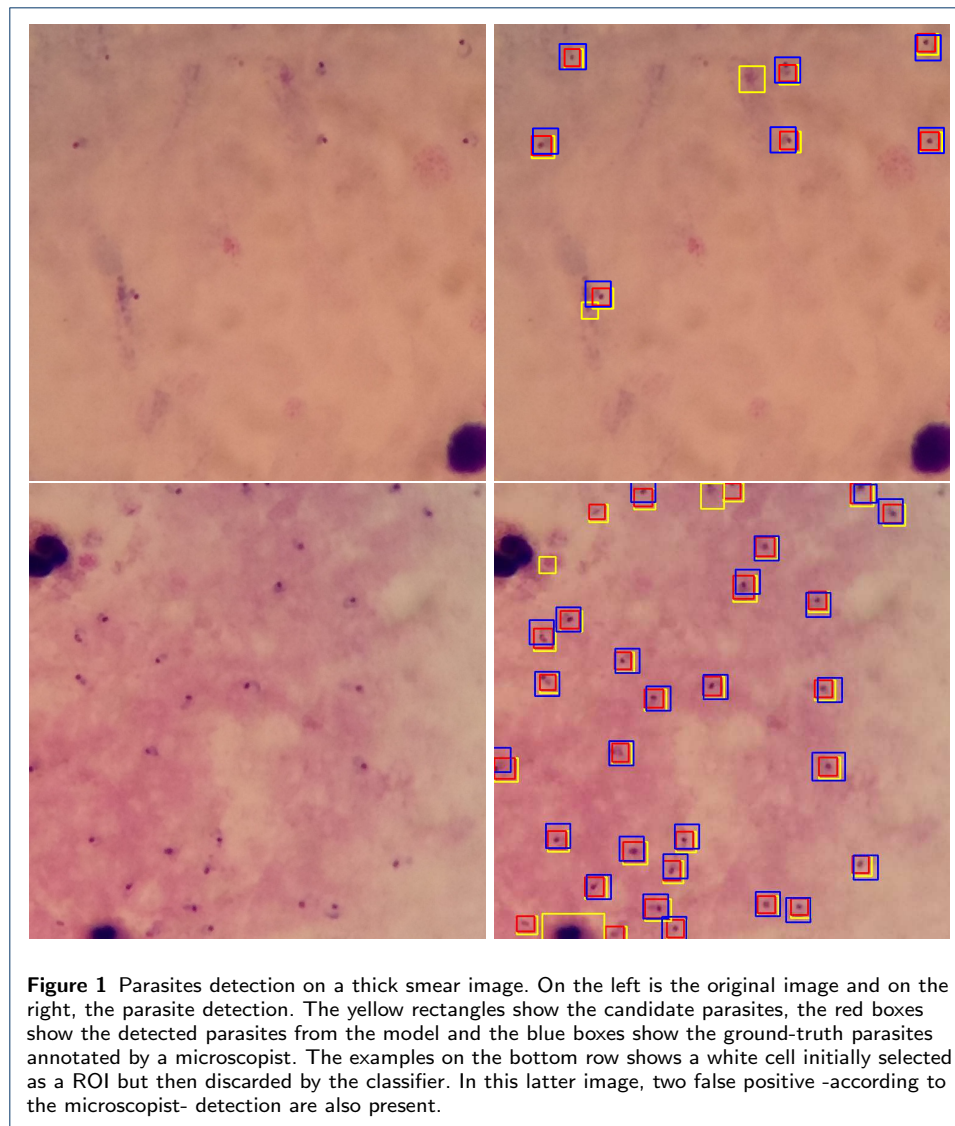 Figure 1 Parasites detection on a thick smear image. On the left is the original image and on the
right, the parasite detection. The yellow rectangles show the candidate parasites, the red boxes
show the detected parasites from the model and the blue boxes show the ground-truth parasites
annotated by a microscopist. The examples on the bottom row shows a white cell initially selected
as a ROI but then discarded by the classifier. In this latter image, two false positive -according to
the microscopist- detection are also present.